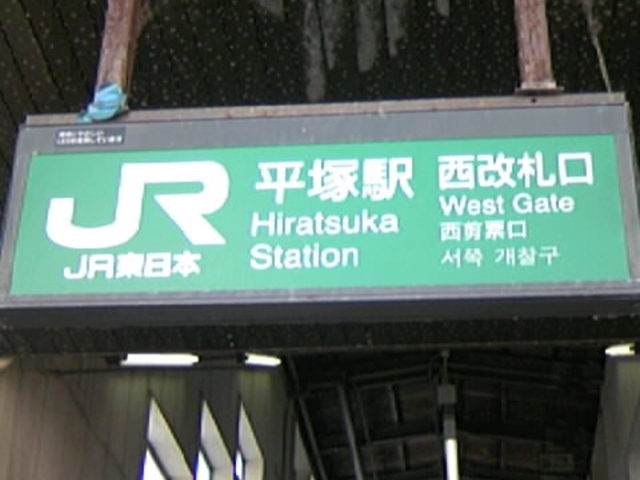 JR
JR東日本
平塚駅
Hiratsuka
Station
西改札口
West Gate
西剪票口
서쪽 개찰구